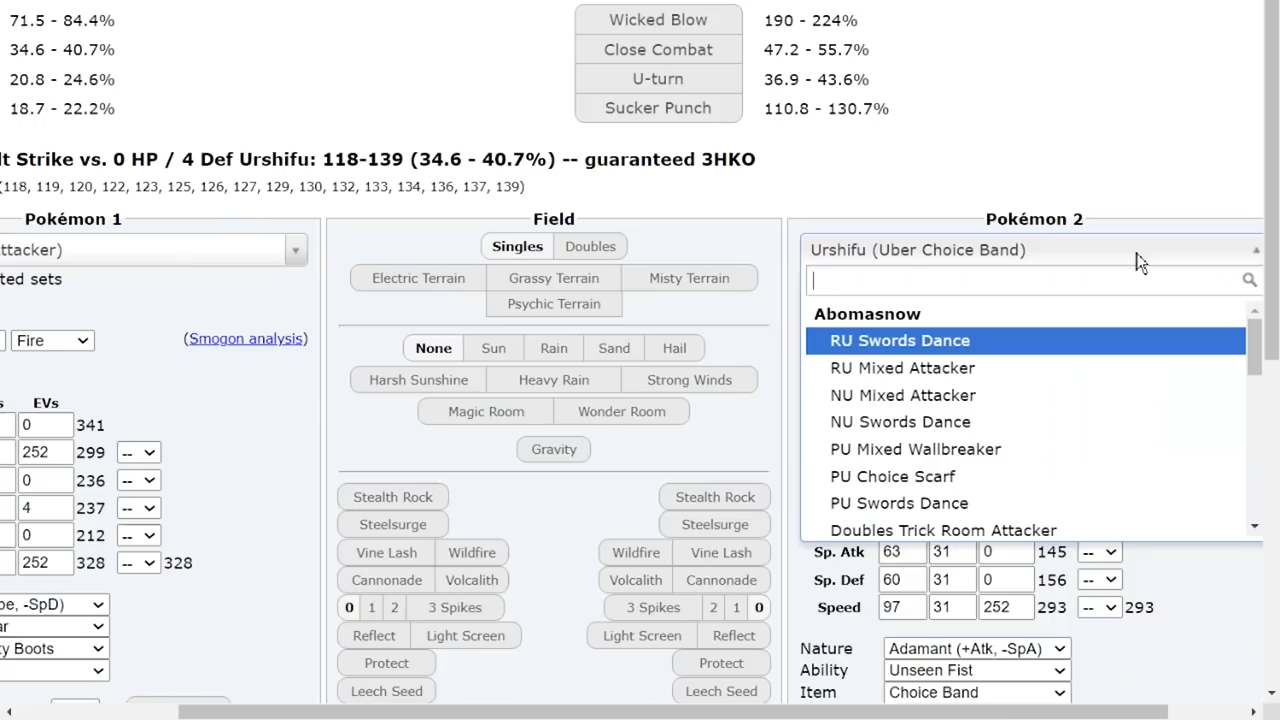 71.5 - 84.4% Wicked Blow 190 - 224%
34.6 - 40.7% Close Combat 47.2 - 55.7%
20.8 - 24.6% U-turn 36.9 - 43.6%
18.7 - 22.2% Sucker Punch 110.8 - 130.7%
lt Strike vs. 0 HP / 4 Def Urshifu: 118-139 (34.6 - 40.7%) -- guaranteed 3HKO
(118, 119, 120, 122, 123, 125, 126, 127, 129, 130, 132, 133, 134, 136, 137, 139)
Pokémon 1
ttacker)
ted sets
Fire (Smogon analysis)
s EVs
0 341
252 299 --
0 236 --
4 237 --
0 212 --
252 328 -- 328
pe, -SpD)
ar
ty Boots
Field
Singles Doubles
Electric Terrain Grassy Terrain Misty Terrain
Psychic Terrain
None Sun Rain Sand Hail
Harsh Sunshine Heavy Rain Strong Winds
Magic Room Wonder Room
Gravity
Stealth Rock Stealth Rock
Steelsurge Steelsurge
Vine Lash Wildfire Wildfire Vine Lash
Cannonade Volcalith Volcalith Cannonade
0 1 2 3 Spikes 3 Spikes 2 1 0
Reflect Light Screen Light Screen Reflect
Protect Protect
Leech Seed Leech Seed
Pokémon 2
Urshifu (Uber Choice Band)
Abomasnow
RU Swords Dance
RU Mixed Attacker
NU Mixed Attacker
NU Swords Dance
PU Mixed Wallbreaker
PU Choice Scarf
PU Swords Dance
Doubles Trick Room Attacker
Sp. Atk 63 31 0 145 --
Sp. Def 60 31 0 156 --
Speed 97 31 252 293 -- 293
Nature Adamant (+Atk, -SpA)
Ability Unseen Fist
Item Choice Band